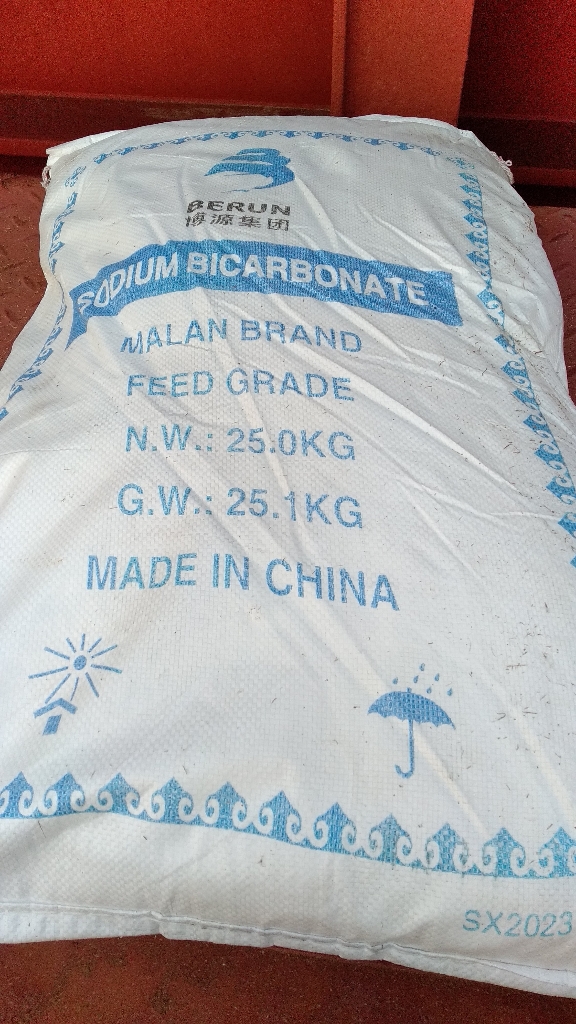 BERUN
博源集团
SODIUM BICARBONATE
MALAN BRAND
FEED GRADE
N.W.: 25.0KG
G.W.: 25.1KG
MADE IN CHINA
SX2023